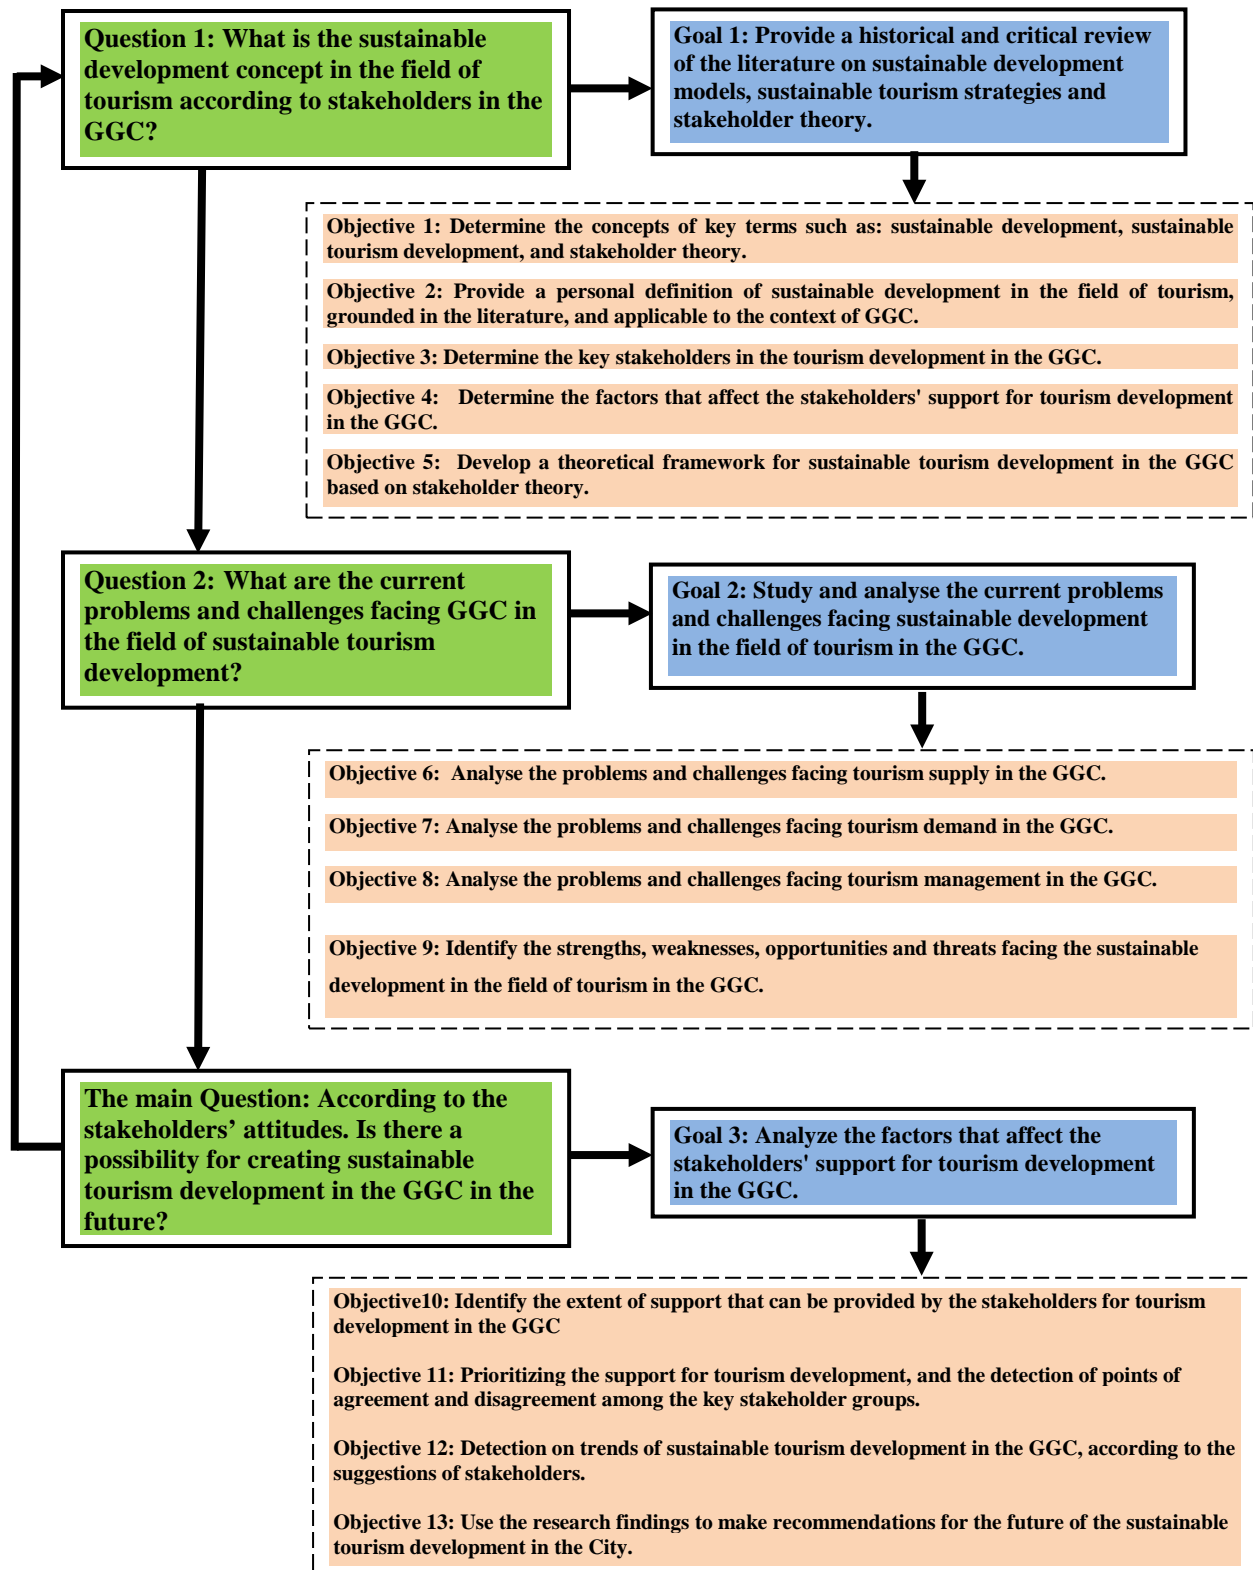 Question 1: What is the sustainable
development concept in the field of
tourism according to stakeholders in the
GGC?
Goal 1: Provide a historical and critical review
of the literature on sustainable development
models, sustainable tourism strategies and
stakeholder theory.
Objective 1: Determine the concepts of key terms such as: sustainable development, sustainable
tourism development, and stakeholder theory.
Objective 2: Provide a personal definition of sustainable development in the field of tourism,
grounded in the literature, and applicable to the context of GGC.
Objective 3: Determine the key stakeholders in the tourism development in the GGC.
Objective 4: Determine the factors that affect the stakeholders' support for tourism development
in the GGC.
Objective 5: Develop a theoretical framework for sustainable tourism development in the GGC
based on stakeholder theory.
Question 2: What are the current
problems and challenges facing GGC in
the field of sustainable tourism
development?
Goal 2: Study and analyse the current problems
and challenges facing sustainable development
in the field of tourism in the GGC.
Objective 6: Analyse the problems and challenges facing tourism supply in the GGC.
Objective 7: Analyse the problems and challenges facing tourism demand in the GGC.
Objective 8: Analyse the problems and challenges facing tourism management in the GGC.
Objective 9: Identify the strengths, weaknesses, opportunities and threats facing the sustainable
development in the field of tourism in the GGC.
The main Question: According to the
stakeholders’ attitudes. Is there a
possibility for creating sustainable
tourism development in the GGC in the
future?
Goal 3: Analyze the factors that affect the
stakeholders' support for tourism development
in the GGC.
Objective10: Identify the extent of support that can be provided by the stakeholders for tourism
development in the GGC
Objective 11: Prioritizing the support for tourism development, and the detection of points of
agreement and disagreement among the key stakeholder groups.
Objective 12: Detection on trends of sustainable tourism development in the GGC, according to the
suggestions of stakeholders.
Objective 13: Use the research findings to make recommendations for the future of the sustainable
tourism development in the City.